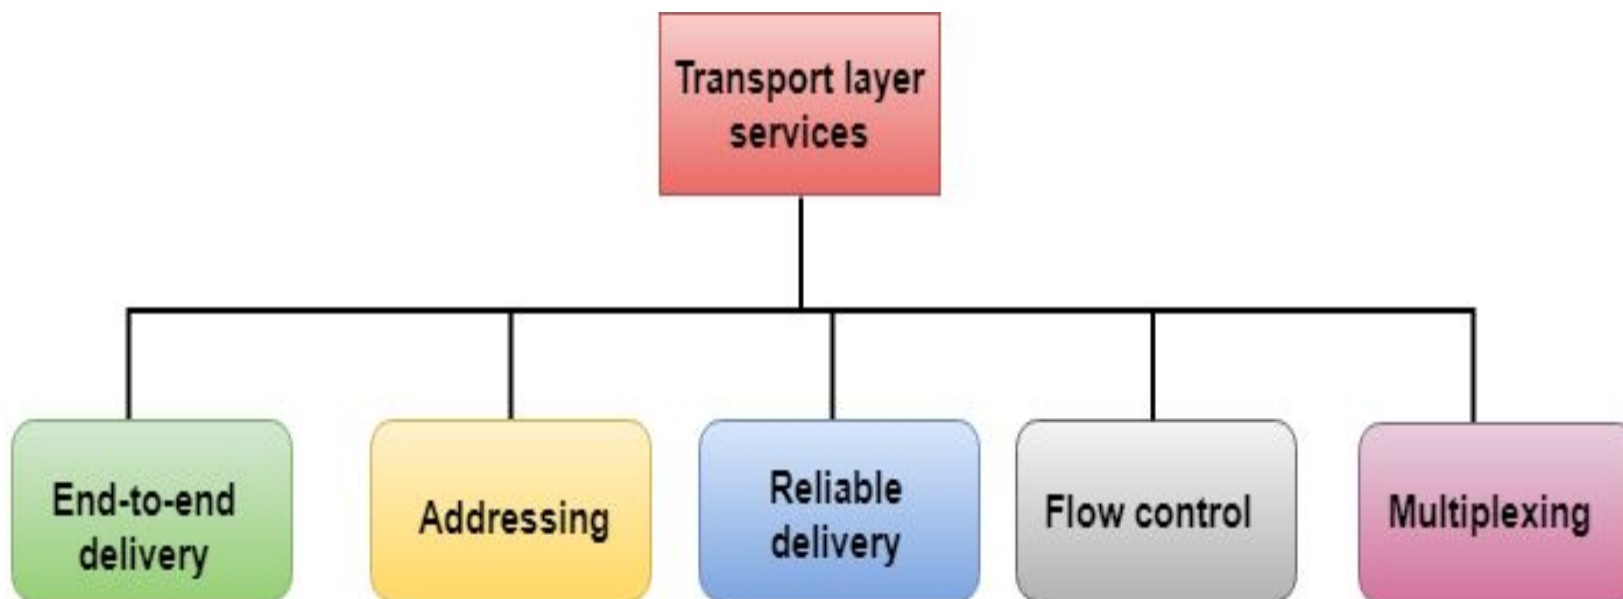 Transport layer
services
End-to-end
delivery
Addressing
Reliable
delivery
Flow control
Multiplexing